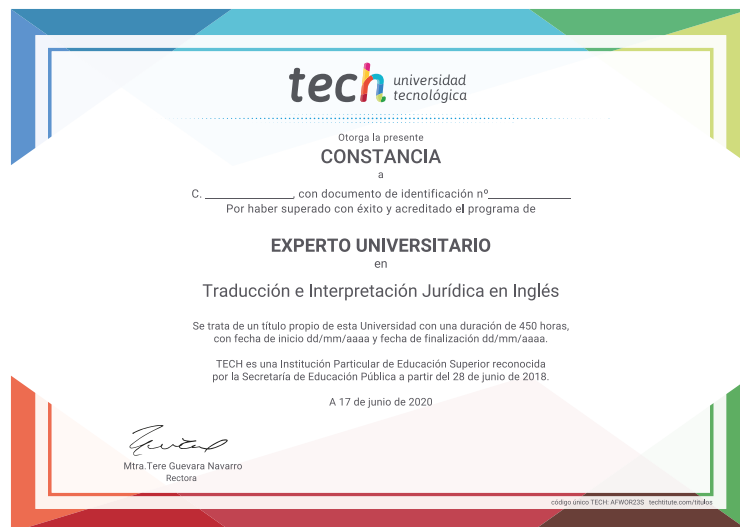 tech universidad
tecnológica
Otorga la presente
CONSTANCIA
a
C. ______________, con documento de identificación nº______________
Por haber superado con éxito y acreditado el programa de
EXPERTO UNIVERSITARIO
en
Traducción e Interpretación Jurídica en Inglés
Se trata de un título propio de esta Universidad con una duración de 450 horas,
con fecha de inicio dd/mm/aaaa y fecha de finalización dd/mm/aaaa.
TECH es una Institución Particular de Educación Superior reconocida
por la Secretaría de Educación Pública a partir del 28 de junio de 2018.
A 17 de junio de 2020
Mtra.Tere Guevara Navarro
Rectora
código único TECH: AFWOR23S techtitute.com/titulos